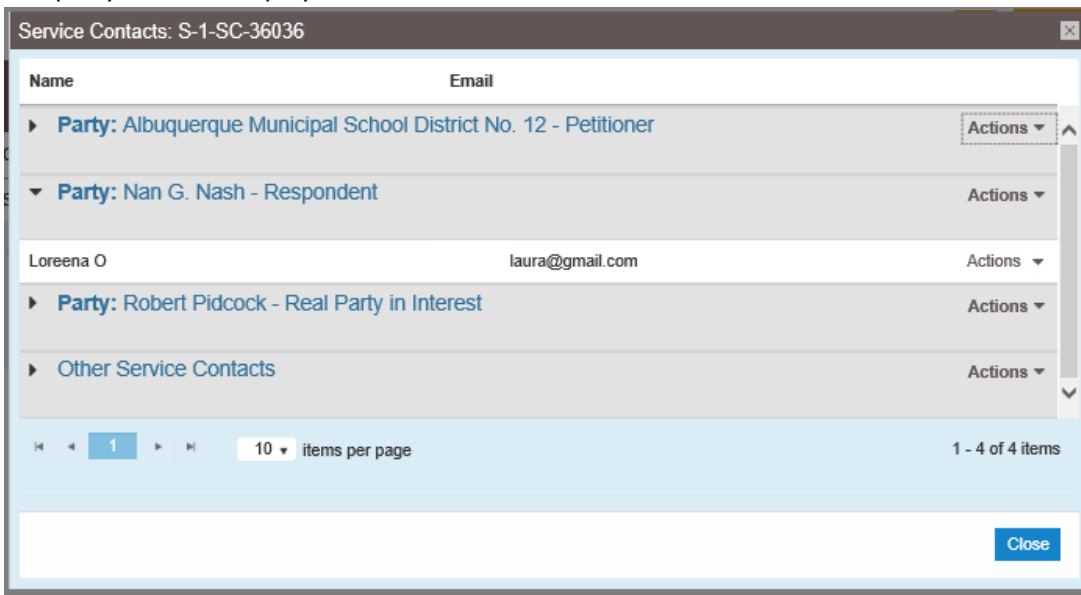 Service Contacts: S-1-SC-36036
Name Email
Party: Albuquerque Municipal School District No. 12 - Petitioner Actions
Party: Nan G. Nash - Respondent Actions
Loreena O laura@gmail.com Actions
Party: Robert Pidcock - Real Party in Interest Actions
Other Service Contacts Actions
1 10 items per page 1 - 4 of 4 items
Close